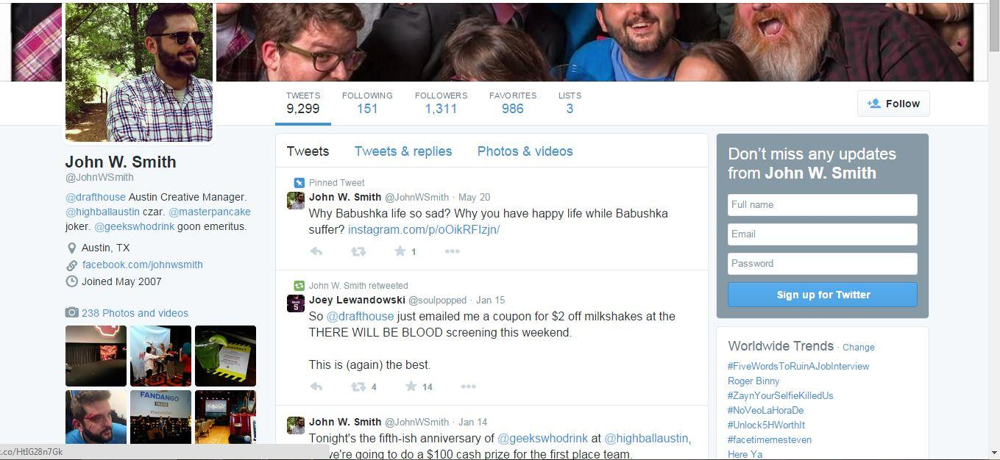 TWEETS FOLLOWING FOLLOWERS FAVORITES LISTS
9,299 151 1,311 986 3
Follow
John W. Smith
@JohnWSmith
@drafthouse Austin Creative Manager.
@highballaustin czar. @masterpancake
joker. @geekswhodrink goon emeritus.
Austin, TX
facebook.com/johnwsmith
Joined May 2007
238 Photos and videos
FANDANGO
Tweets Tweets & replies Photos & videos
Pinned Tweet
John W. Smith @JohnWSmith · May 20
Why Babushka life so sad? Why you have happy life while Babushka
suffer? instagram.com/p/oOikRFIzjn/
1
John W. Smith retweeted
Joey Lewandowski @soulpopped · Jan 15
So @drafthouse just emailed me a coupon for $2 off milkshakes at the
THERE WILL BE BLOOD screening this weekend.
This is (again) the best.
4 14
John W. Smith @JohnWSmith · Jan 14
Tonight's the fifth-ish anniversary of @geekswhodrink at @highballaustin,
we're going to do a $100 cash prize for the first place team.
Don't miss any updates
from John W. Smith
Full name
Email
Password
Sign up for Twitter
Worldwide Trends · Change
#FiveWordsToRuinAJobInterview
Roger Binny
#ZaynYourSelfieKilledUs
#NoVeoLaHoraDe
#Unlock5HWorthIt
#facetimemesteven
Here Ya
.co/HtIG28n7Gk